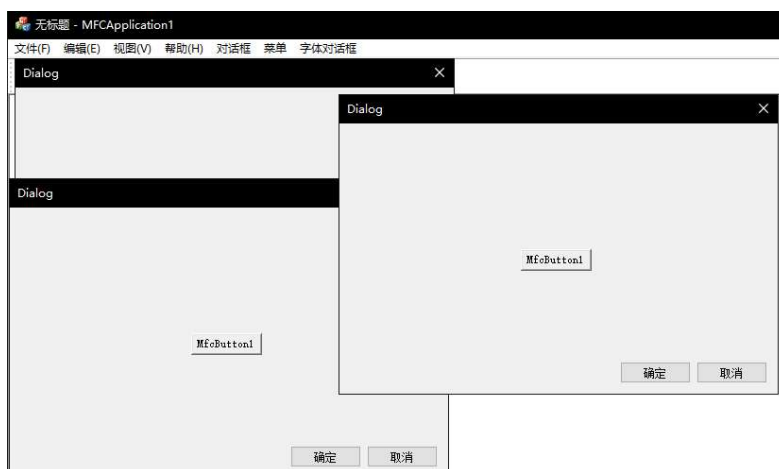 无标题 - MFCApplication1
文件(F) 编辑(E) 视图(V) 帮助(H) 对话框 菜单 字体对话框
Dialog
Dialog
Dialog
MfcButton1
MfcButton1
确定 取消
确定 取消